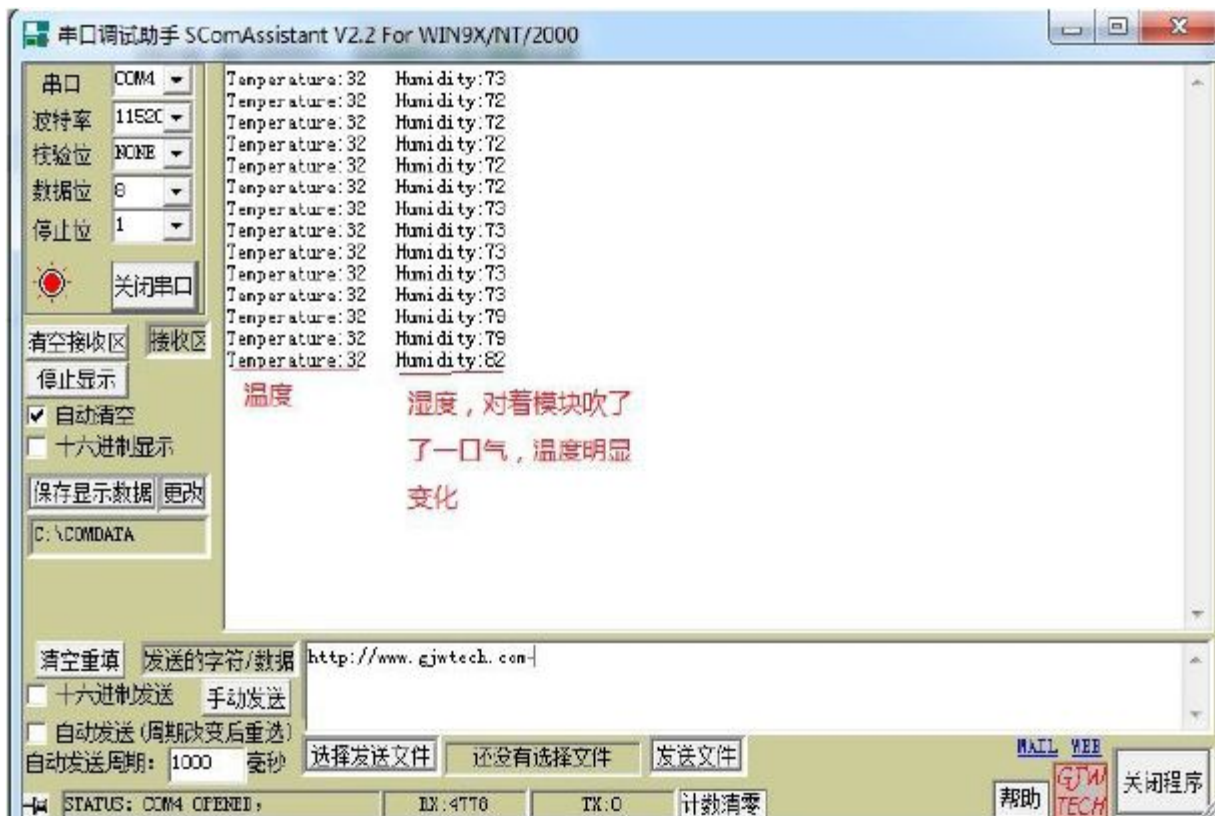 串口调试助手 SComAssistant V2.2 For WIN9X/NT/2000
串口 COM4
波特率 11520
校验位 NONE
数据位 8
停止位 1
关闭串口
清空接收区 接收区
停止显示
自动清空
十六进制显示
保存显示数据 更改
C:\COMDATA
Temperature:32 Humidity:73
Temperature:32 Humidity:72
Temperature:32 Humidity:72
Temperature:32 Humidity:72
Temperature:32 Humidity:72
Temperature:32 Humidity:72
Temperature:32 Humidity:73
Temperature:32 Humidity:73
Temperature:32 Humidity:73
Temperature:32 Humidity:73
Temperature:32 Humidity:73
Temperature:32 Humidity:79
Temperature:32 Humidity:79
Temperature:32 Humidity:82
温度
湿度，对着模块吹了
了一口气，温度明显
变化
清空重填 发送的字符/数据 http://www.gjwtech.com
十六进制发送 手动发送
自动发送(周期改变后重选)
自动发送周期: 1000 毫秒 选择发送文件 还没有选择文件 发送文件
MAIL WEB
GJW
TECH
帮助 关闭程序
STATUS: COM4 OPENED, RX:4770 TX:0 计数清零